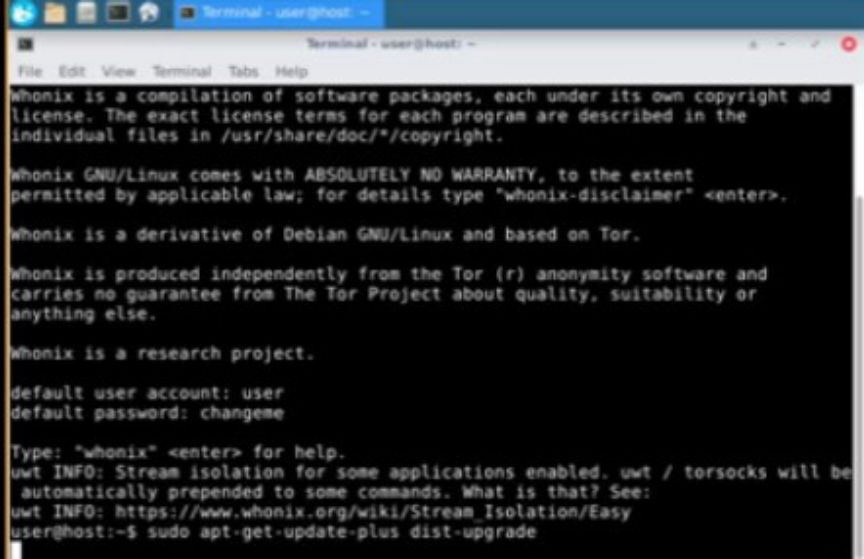 Terminal - user@host: ~
Terminal - user@host: ~
File Edit View Terminal Tabs Help
Whonix is a compilation of software packages, each under its own copyright and
license. The exact license terms for each program are described in the
individual files in /usr/share/doc/*/copyright.
Whonix GNU/Linux comes with ABSOLUTELY NO WARRANTY, to the extent
permitted by applicable law; for details type "whonix-disclaimer" <enter>.
Whonix is a derivative of Debian GNU/Linux and based on Tor.
Whonix is produced independently from the Tor (r) anonymity software and
carries no guarantee from The Tor Project about quality, suitability or
anything else.
Whonix is a research project.
default user account: user
default password: changeme
Type: "whonix" <enter> for help.
uwt INFO: Stream isolation for some applications enabled. uwt / torsocks will be
automatically prepended to some commands. What is that? See:
uwt INFO: https://www.whonix.org/wiki/Stream_Isolation/Easy
user@host:~$ sudo apt-get-update-plus dist-upgrade